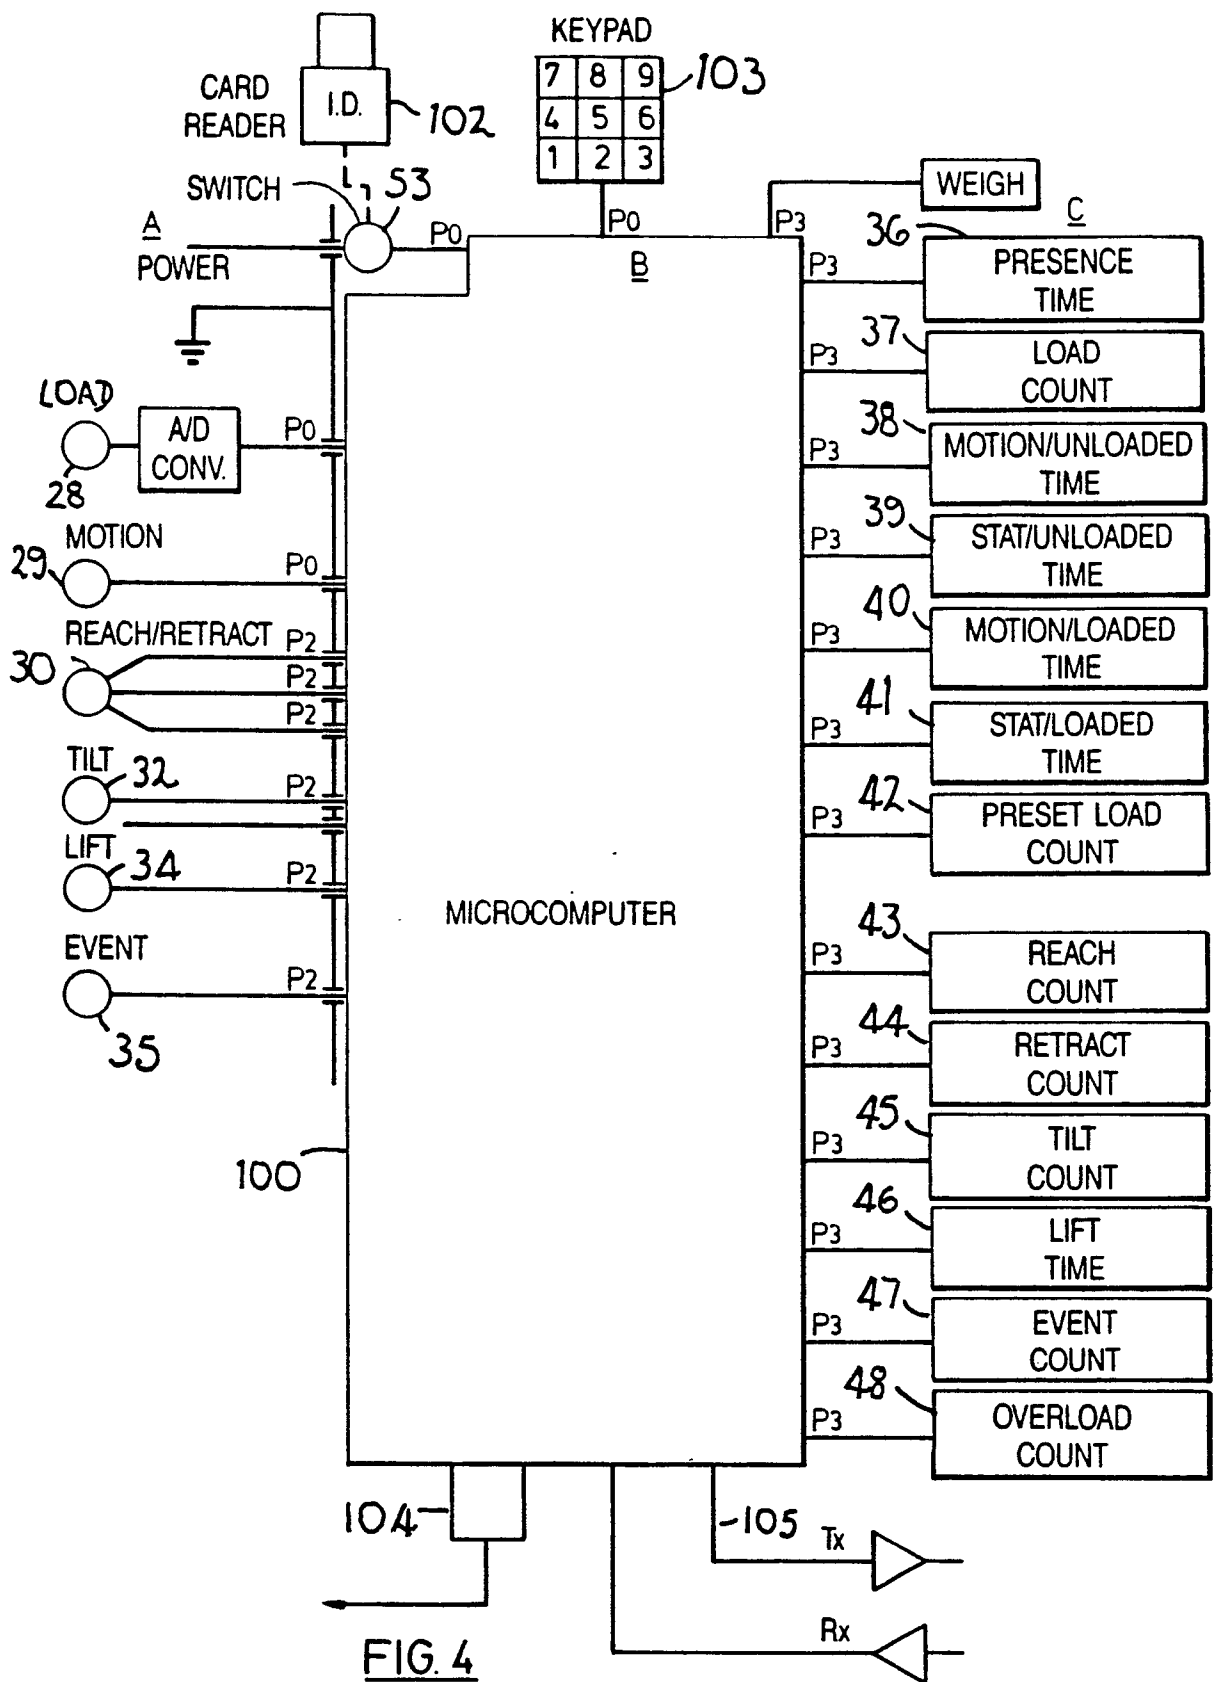 KEYPAD
7 8 9
4 5 6
1 2 3
103
CARD
READER
I.D.
102
SWITCH
53
A
POWER
P0
P0
P3
WEIGH
B
C
LOAD
28
A/D
CONV.
P0
MOTION
29
P0
REACH/RETRACT
30
P2
P2
P2
TILT
32
P2
LIFT
34
P2
EVENT
35
P2
100
MICROCOMPUTER
P3
36
PRESENCE
TIME
P3
37
LOAD
COUNT
P3
38
MOTION/UNLOADED
TIME
P3
39
STAT/UNLOADED
TIME
P3
40
MOTION/LOADED
TIME
P3
41
STAT/LOADED
TIME
P3
42
PRESET LOAD
COUNT
P3
43
REACH
COUNT
P3
44
RETRACT
COUNT
P3
45
TILT
COUNT
P3
46
LIFT
TIME
P3
47
EVENT
COUNT
P3
48
OVERLOAD
COUNT
104
105
Tx
Rx
FIG. 4